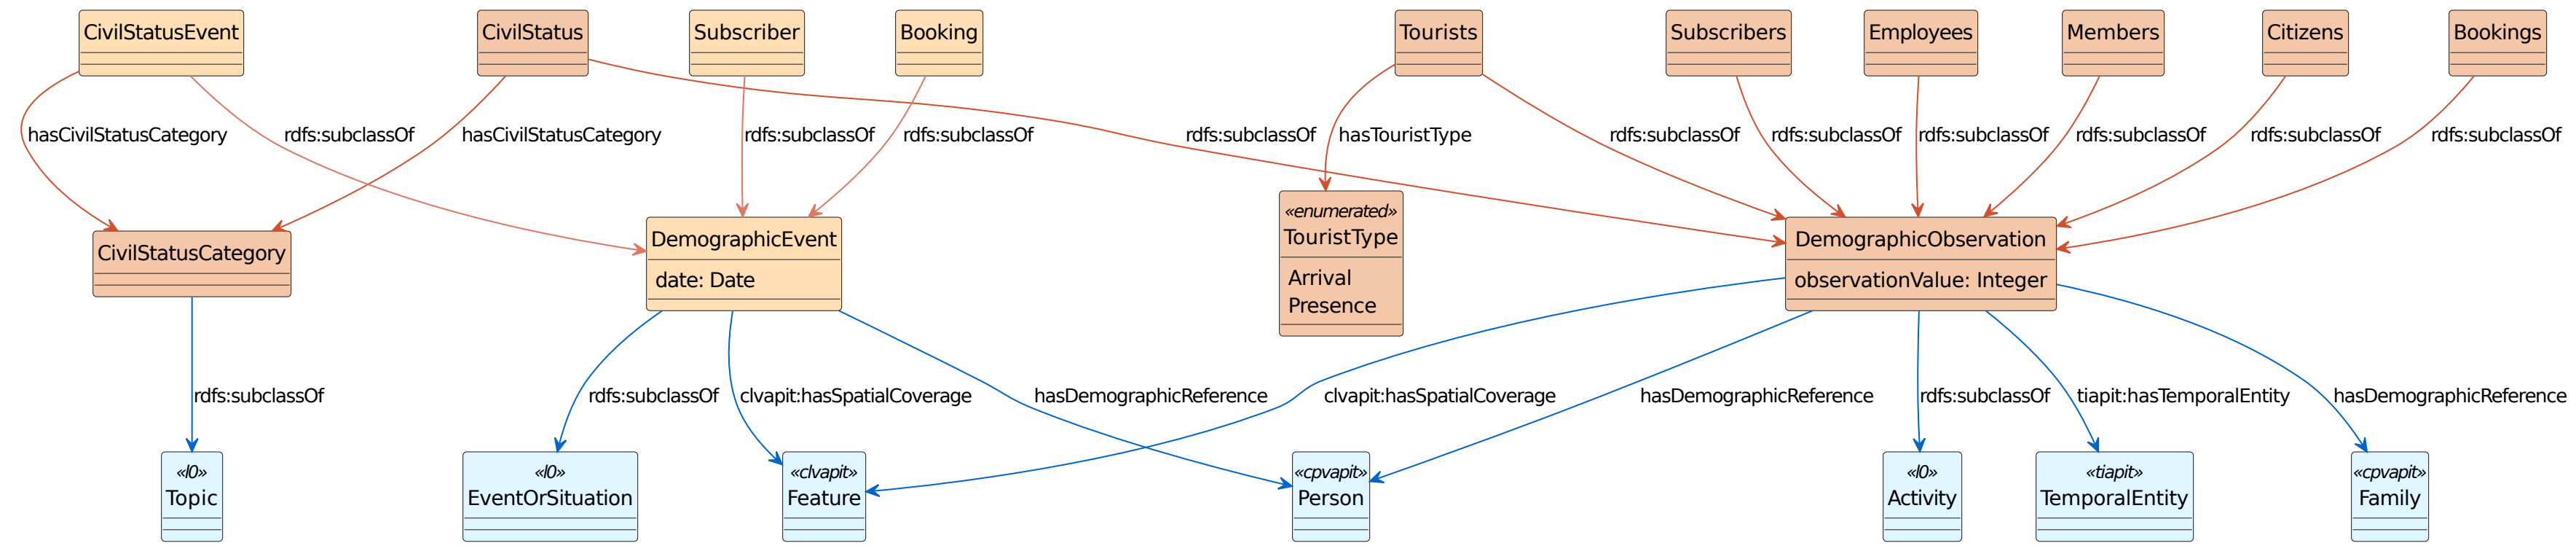 CivilStatusEvent
CivilStatus
Subscriber
Booking
Tourists
Subscribers
Employees
Members
Citizens
Bookings
hasCivilStatusCategory
rdfs:subclassOf
hasCivilStatusCategory
rdfs:subclassOf
rdfs:subclassOf
rdfs:subclassOf
hasTouristType
rdfs:subclassOf
rdfs:subclassOf
rdfs:subclassOf
rdfs:subclassOf
rdfs:subclassOf
rdfs:subclassOf
CivilStatusCategory
DemographicEvent
date: Date
«enumerated»
TouristType
Arrival
Presence
DemographicObservation
observationValue: Integer
rdfs:subclassOf
rdfs:subclassOf
clvapit:hasSpatialCoverage
hasDemographicReference
clvapit:hasSpatialCoverage
hasDemographicReference
rdfs:subclassOf
tiapit:hasTemporalEntity
hasDemographicReference
«l0»
Topic
«l0»
EventOrSituation
«clvapit»
Feature
«cpvapit»
Person
«l0»
Activity
«tiapit»
TemporalEntity
«cpvapit»
Family